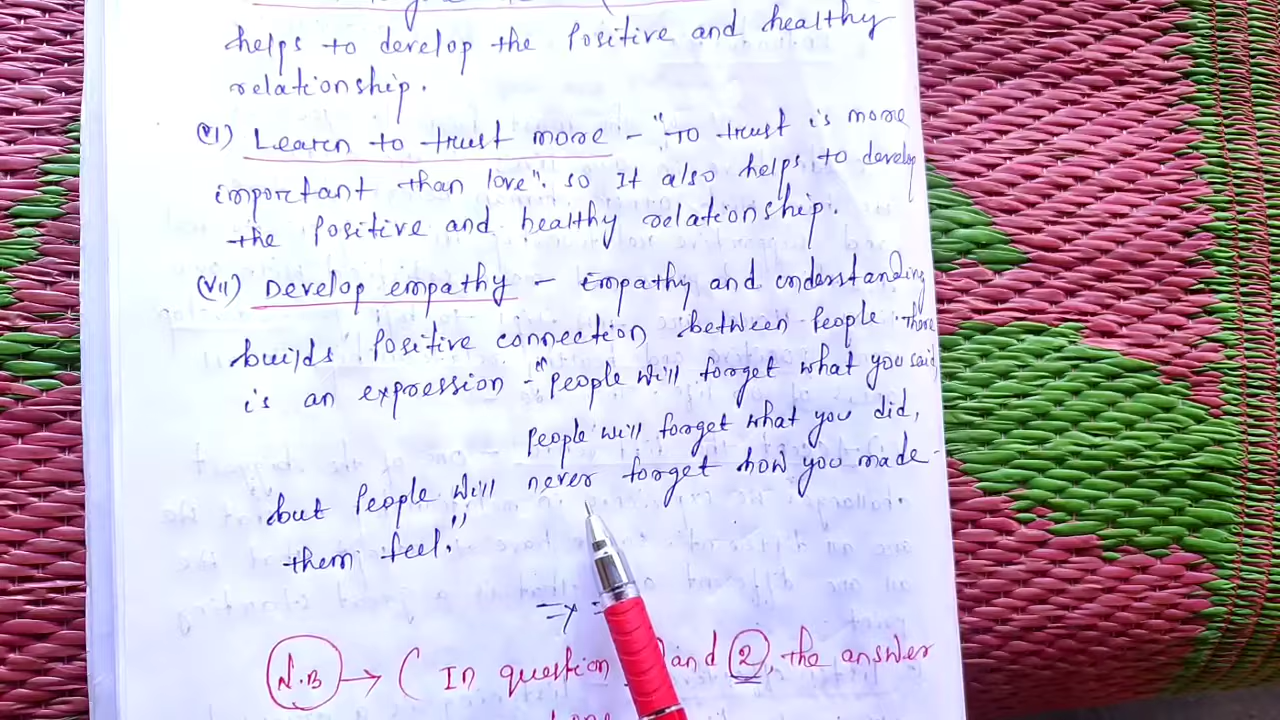 helps to develop the Positive and healthy
relationship.
(VI) Learn to trust more - "To trust is more
important than love". so It also helps to develop
the Positive and healthy relationship.
(VII) Develop empathy - Empathy and understanding
builds Positive connection between People. There
is an expression - "People will forget what you said
People will forget what you did,
but People will never forget how you made
them feel."
N.B → ( In question and 2, the answer